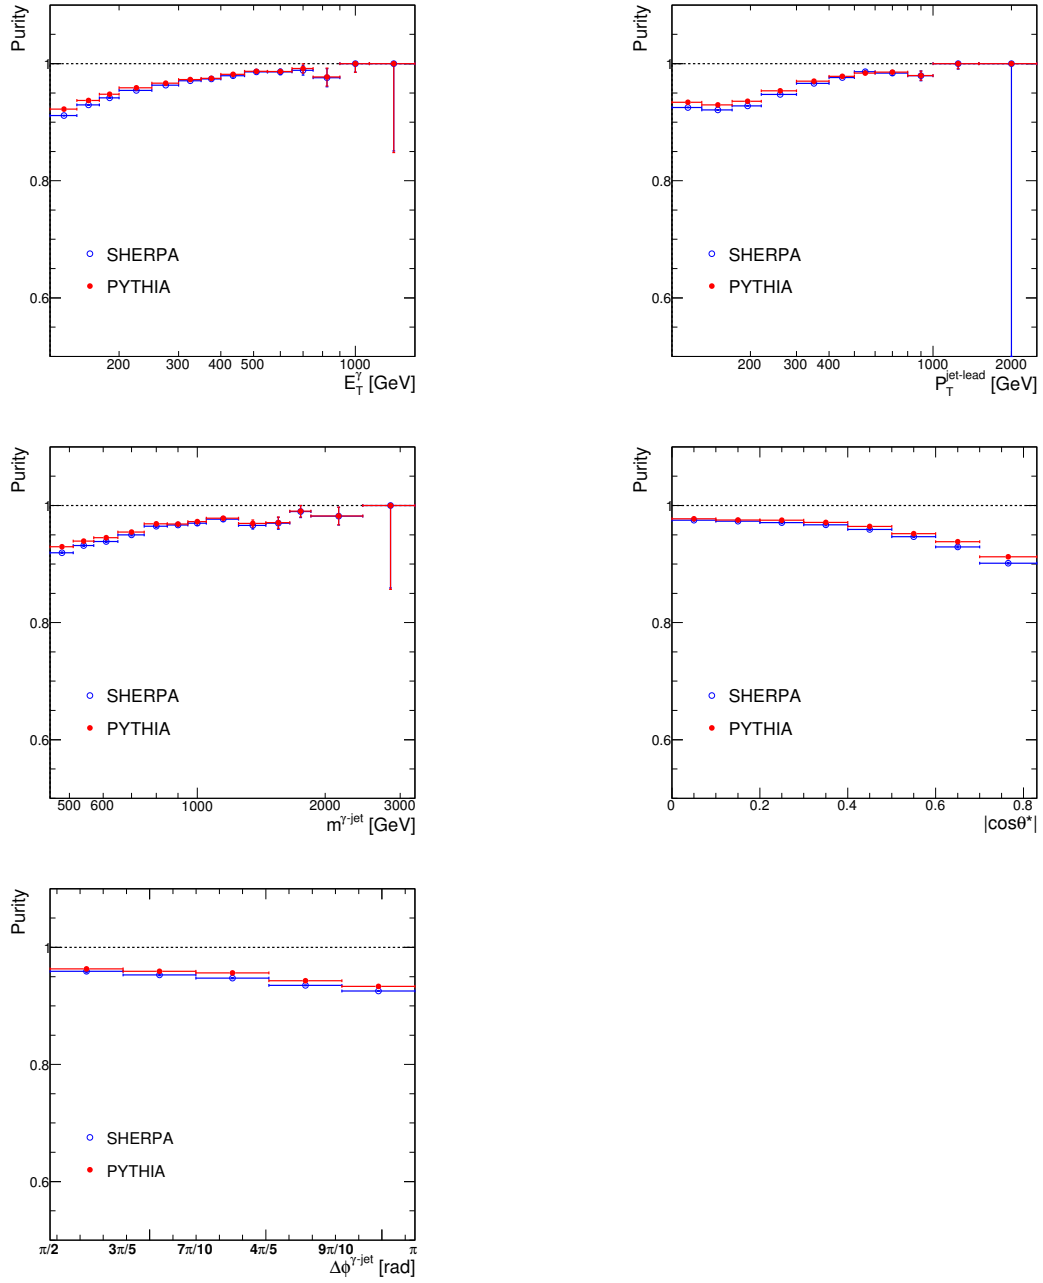 Purity
1
0.8
0.6
SHERPA
PYTHIA
200 300 400 500 1000
E_T^γ [GeV]
Purity
1
0.8
0.6
SHERPA
PYTHIA
200 300 400 1000 2000
P_T^jet-lead [GeV]
Purity
1
0.8
0.6
SHERPA
PYTHIA
500 600 1000 2000 3000
m^γ-jet [GeV]
Purity
1
0.8
0.6
SHERPA
PYTHIA
0 0.2 0.4 0.6 0.8
|cosθ*|
Purity
1
0.8
0.6
SHERPA
PYTHIA
π/2 3π/5 7π/10 4π/5 9π/10 π
Δϕ^γ-jet [rad]